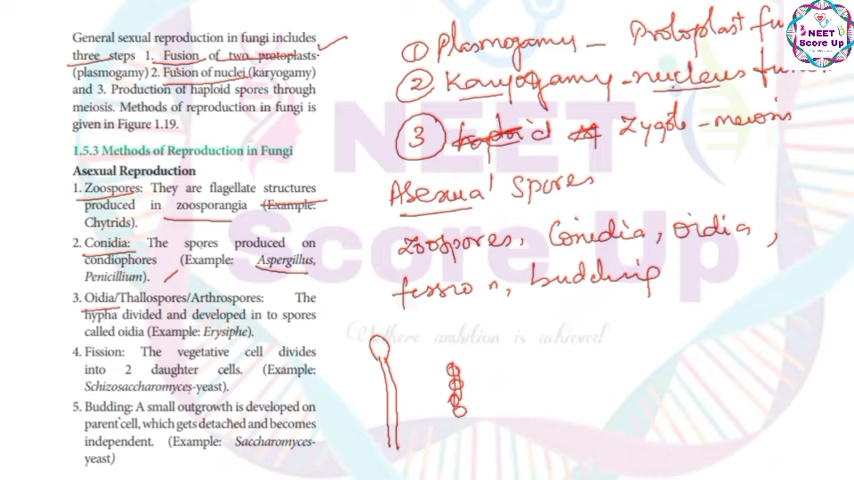 General sexual reproduction in fungi includes
three steps 1. Fusion of two protoplasts
(plasmogamy) 2. Fusion of nuclei (karyogamy)
and 3. Production of haploid spores through
meiosis. Methods of reproduction in fungi is
given in Figure 1.19.
1.5.3 Methods of Reproduction in Fungi
Asexual Reproduction
1. Zoospores: They are flagellate structures
produced in zoosporangia (Example:
Chytrids).
2. Conidia: The spores produced on
condiophores (Example: Aspergillus,
Penicillium).
3. Oidia/Thallospores/Arthrospores: The
hypha divided and developed in to spores
called oidia (Example: Erysiphe).
4. Fission: The vegetative cell divides
into 2 daughter cells. (Example:
Schizosaccharomyces-yeast).
5. Budding: A small outgrowth is developed on
parent cell, which gets detached and becomes
independent. (Example: Saccharomyces-
yeast)
① Plasmogamy – Protoplast fu
② Karyogamy – nucleus
③ Zygote – meiosis
Asexual spores
Zoospores, Conidia, oidia,
fission, budding
NEET
Score Up
Where ambition is achieved
NEET
Score Up